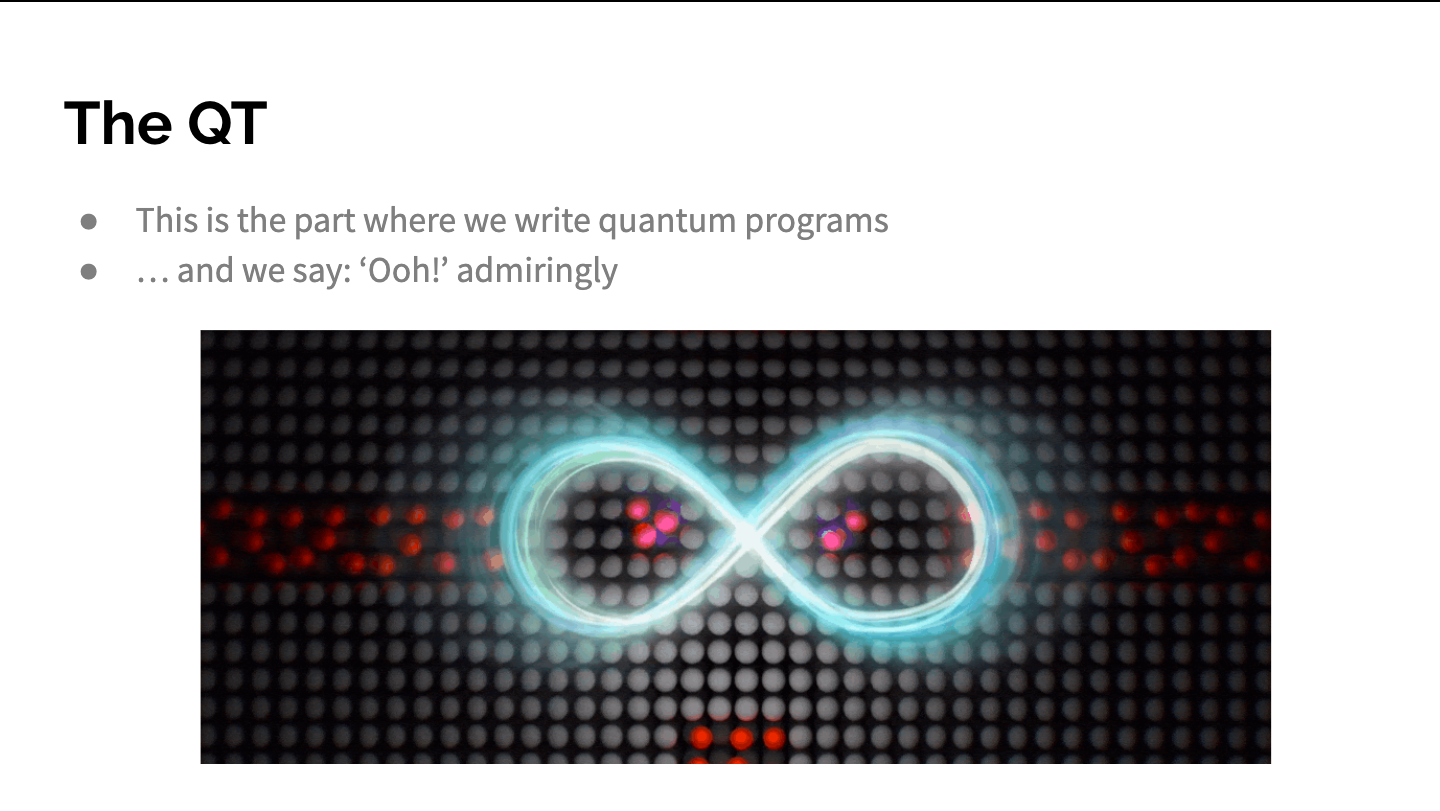 The QT
● This is the part where we write quantum programs
● … and we say: ‘Ooh!’ admiringly